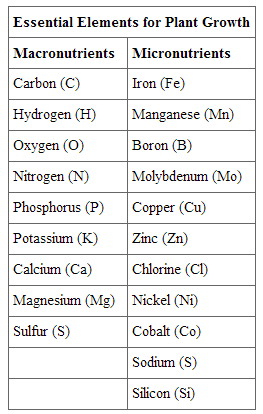 Essential Elements for Plant Growth
Macronutrients Micronutrients
Carbon (C) Iron (Fe)
Hydrogen (H) Manganese (Mn)
Oxygen (O) Boron (B)
Nitrogen (N) Molybdenum (Mo)
Phosphorus (P) Copper (Cu)
Potassium (K) Zinc (Zn)
Calcium (Ca) Chlorine (Cl)
Magnesium (Mg) Nickel (Ni)
Sulfur (S) Cobalt (Co)
Sodium (S)
Silicon (Si)